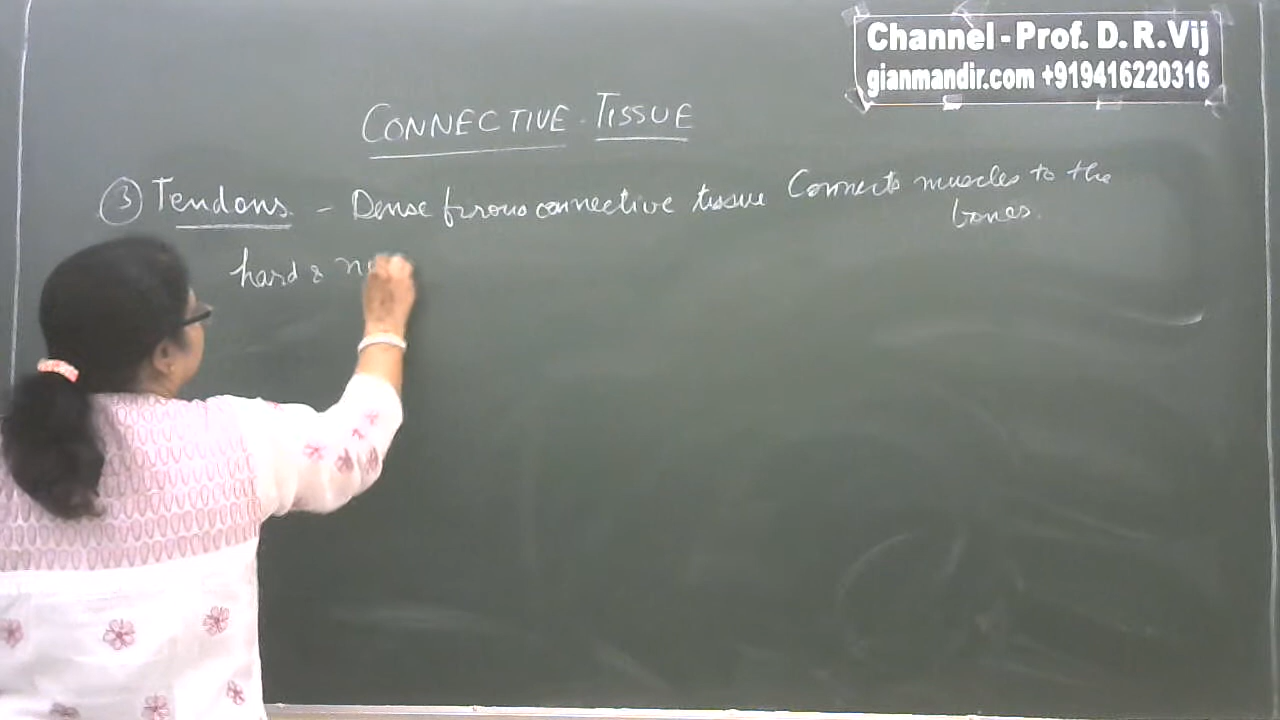 Channel - Prof. D. R. Vij
gianmandir.com +919416220316
CONNECTIVE TISSUE
③ Tendons - Dense firous connective tissue Connects muscles to the
bones.
hard &